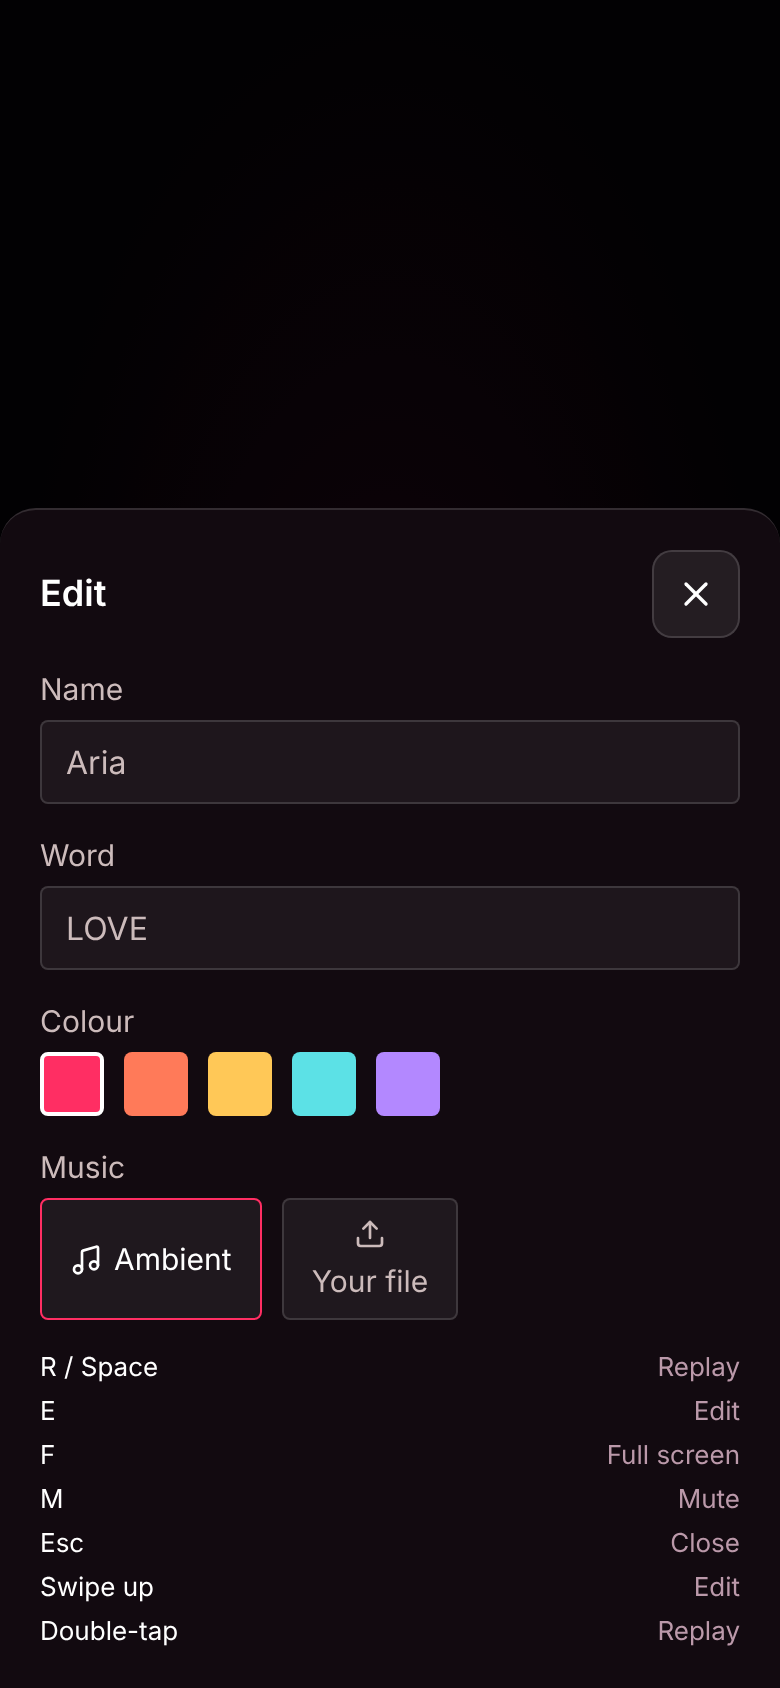 Edit
Name
Aria
Word
LOVE
Colour
Music
Ambient
Your file
R / Space Replay
E Edit
F Full screen
M Mute
Esc Close
Swipe up Edit
Double-tap Replay